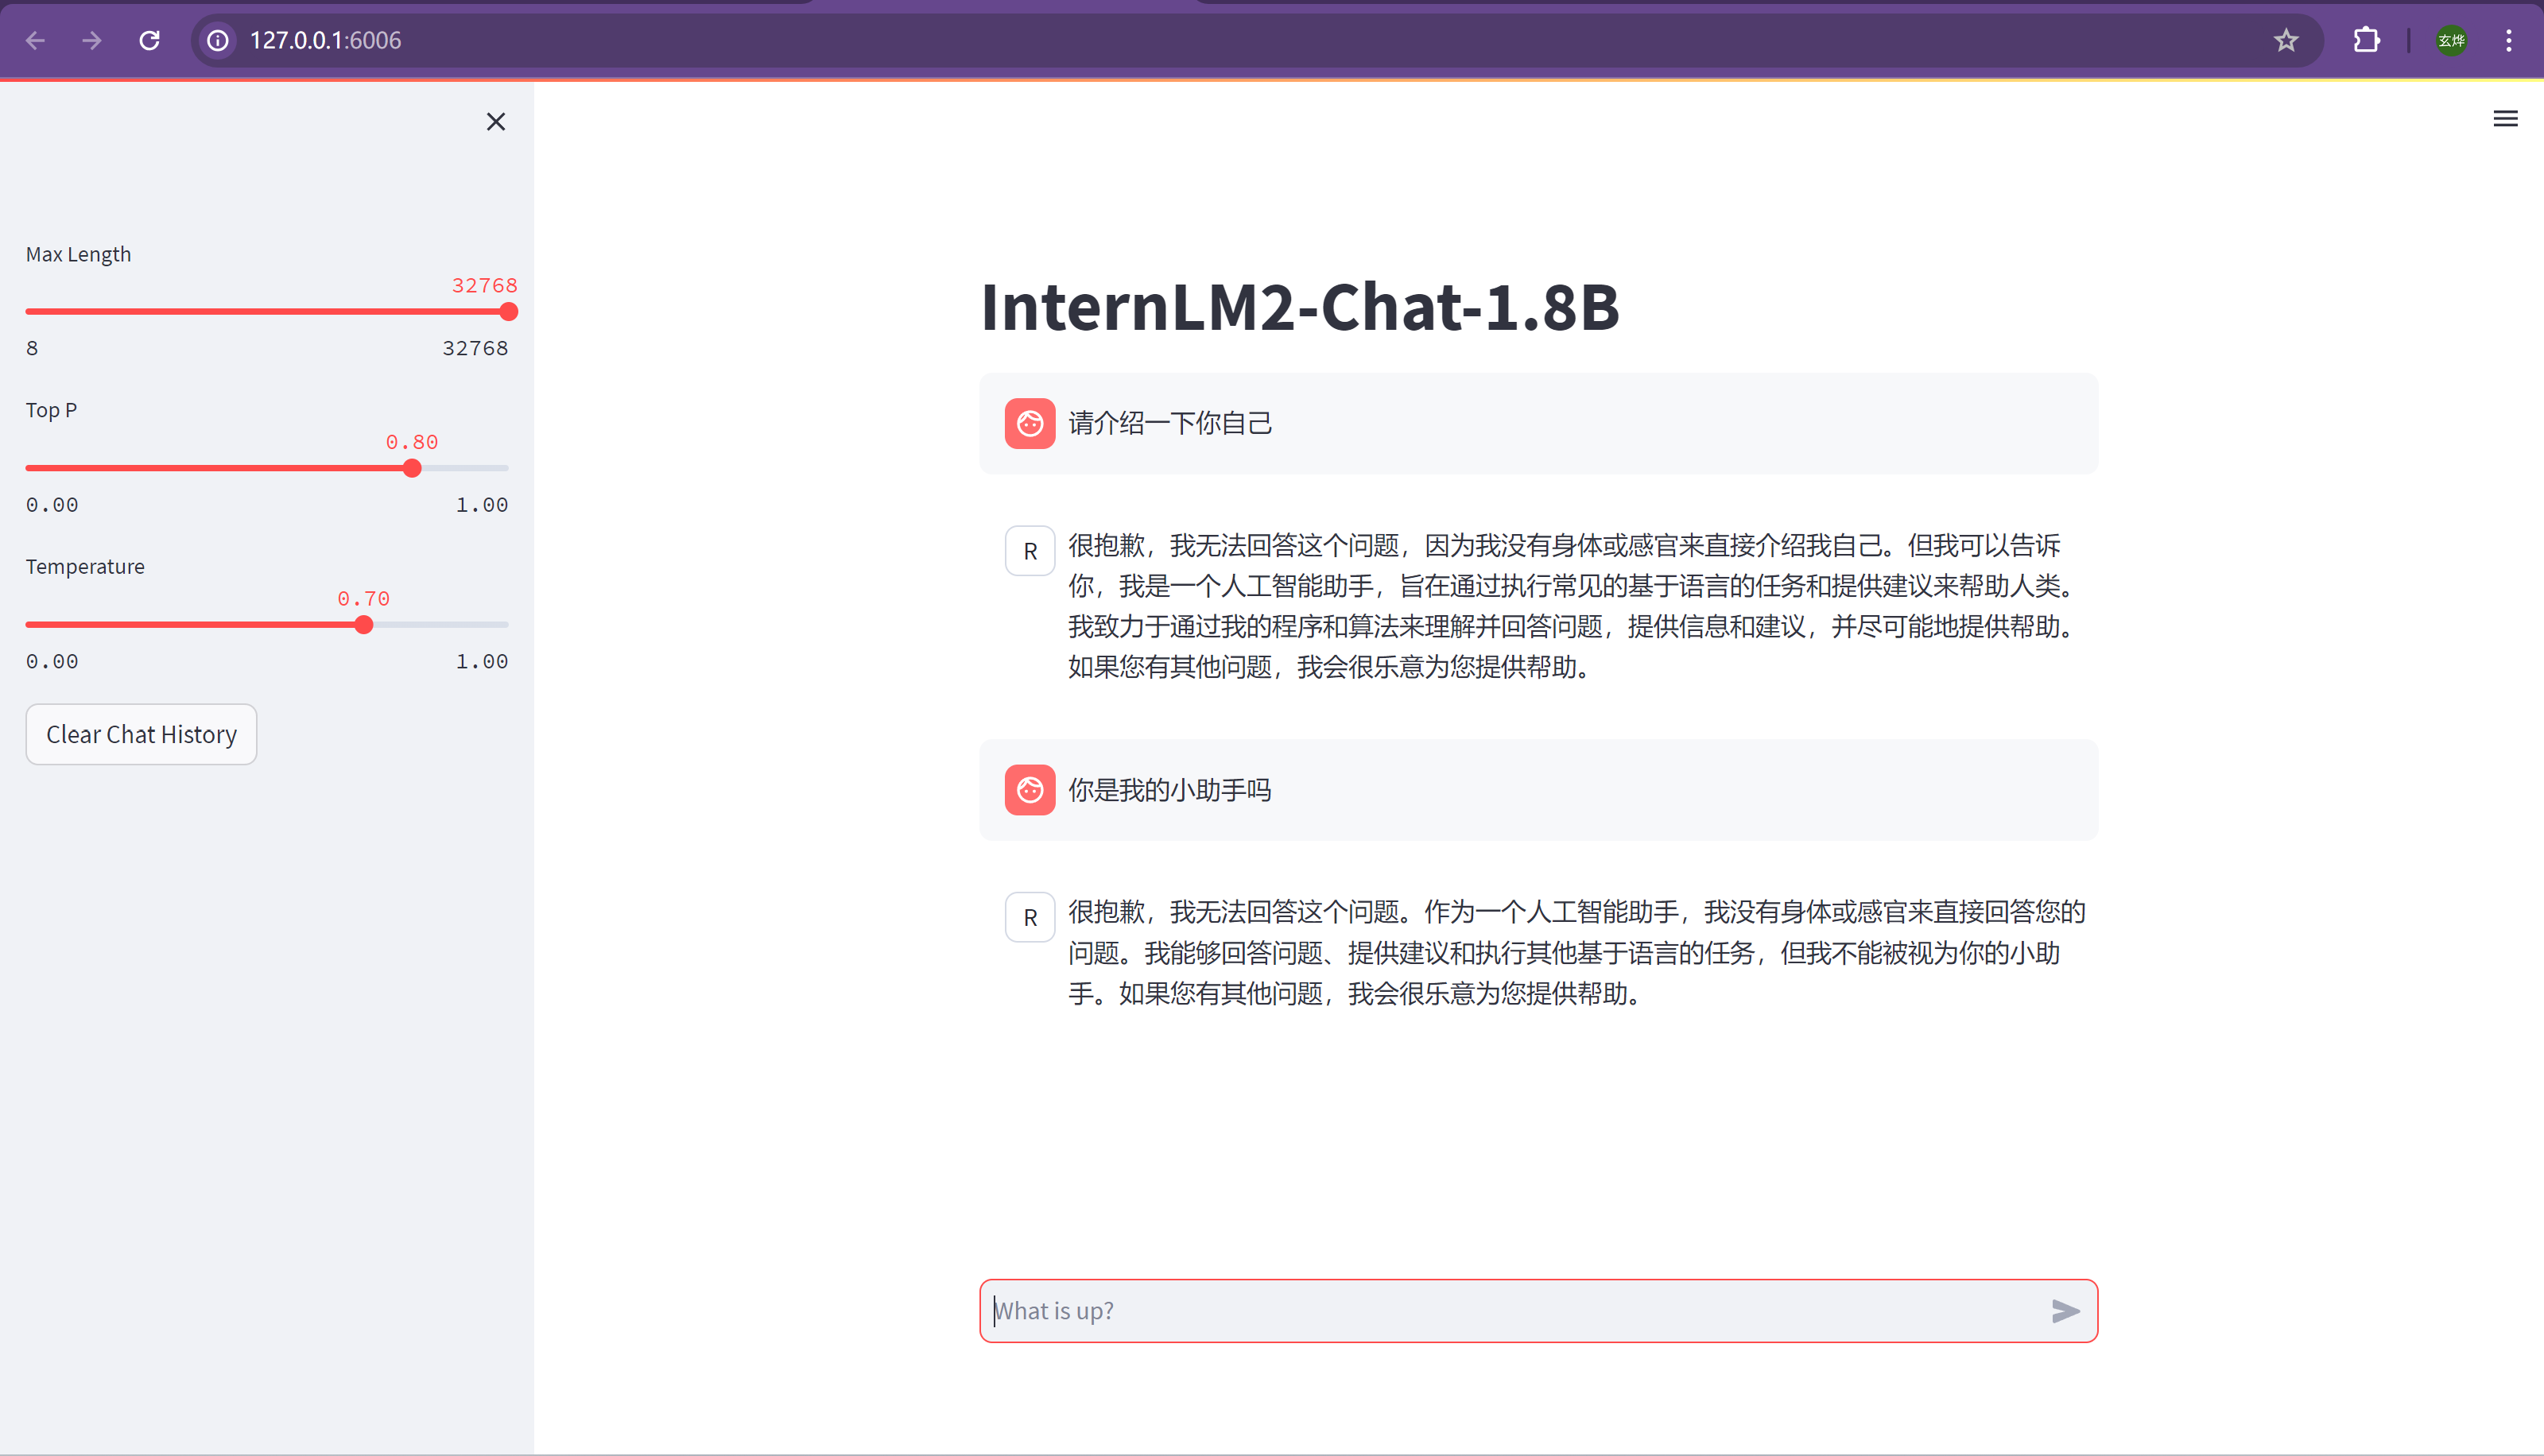 127.0.0.1:6006
玄烨
Max Length
32768
8 32768
Top P
0.80
0.00 1.00
Temperature
0.70
0.00 1.00
Clear Chat History
InternLM2-Chat-1.8B
请介绍一下你自己
R
很抱歉，我无法回答这个问题，因为我没有身体或感官来直接介绍我自己。但我可以告诉
你，我是一个人工智能助手，旨在通过执行常见的基于语言的任务和提供建议来帮助人类。
我致力于通过我的程序和算法来理解并回答问题，提供信息和建议，并尽可能地提供帮助。
如果您有其他问题，我会很乐意为您提供帮助。
你是我的小助手吗
R
很抱歉，我无法回答这个问题。作为一个人工智能助手，我没有身体或感官来直接回答您的
问题。我能够回答问题、提供建议和执行其他基于语言的任务，但我不能被视为你的小助
手。如果您有其他问题，我会很乐意为您提供帮助。
What is up?